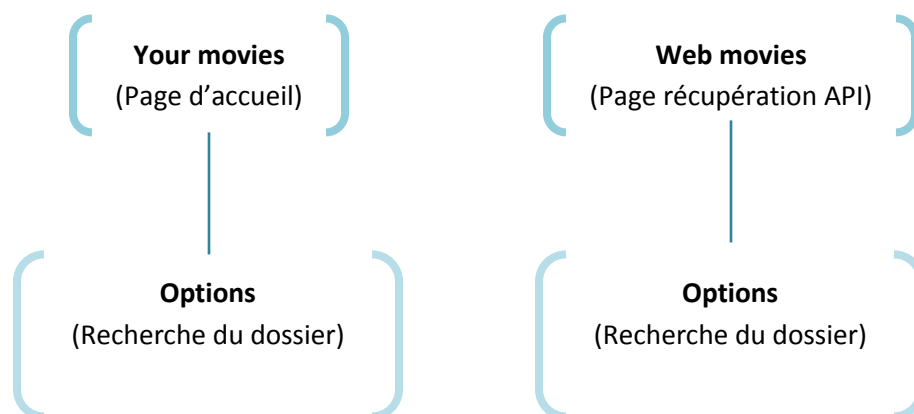 Your movies
(Page d’accueil)
Web movies
(Page récupération API)
Options
(Recherche du dossier)
Options
(Recherche du dossier)